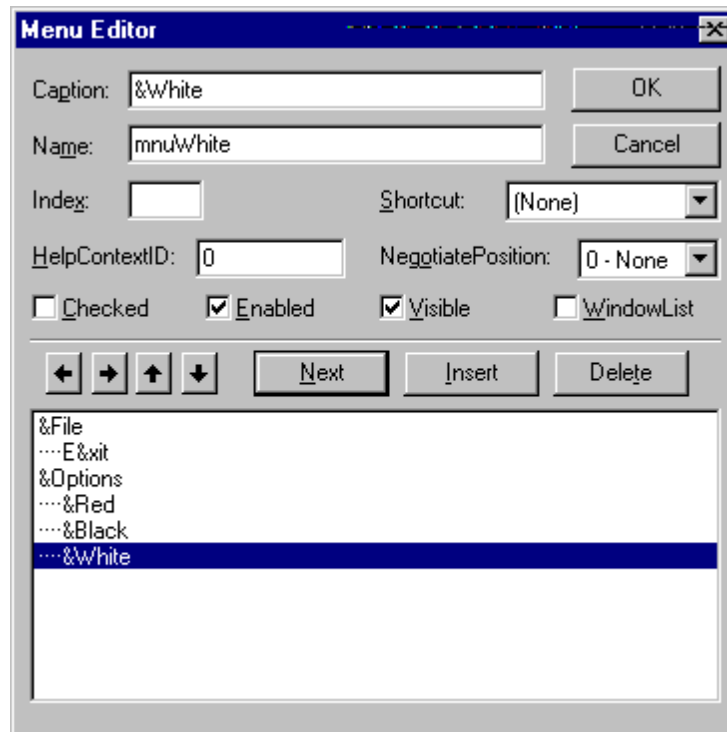 Menu Editor
Caption: &White OK
Name: mnuWhite Cancel
Index: Shortcut: (None)
HelpContextID: 0 NegotiatePosition: 0 - None
Checked Enabled Visible WindowList
Next Insert Delete
&File
····E&xit
&Options
····&Red
····&Black
····&White